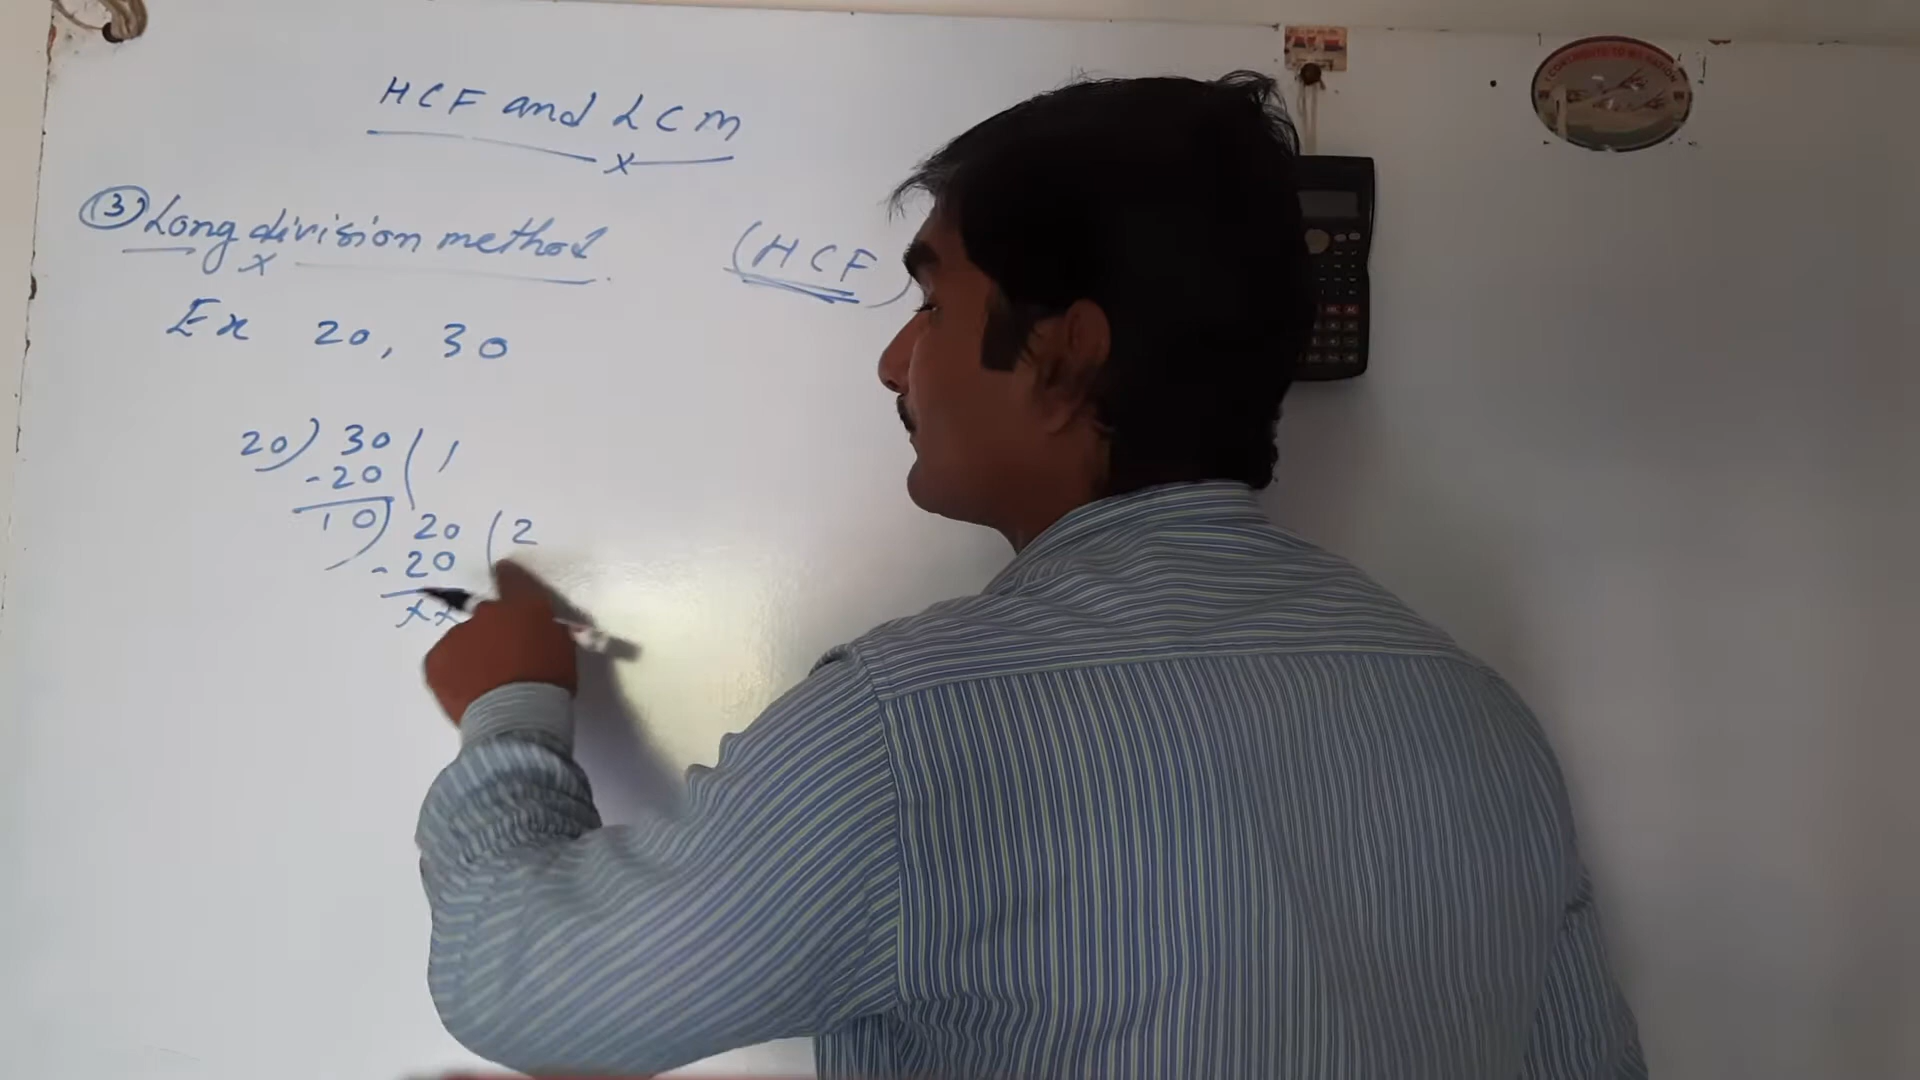 HCF and LCM
x
③ Long division method (HCF)
x
Ex 20, 30
20) 30 ( 1
-20
10) 20 ( 2
-20
xx